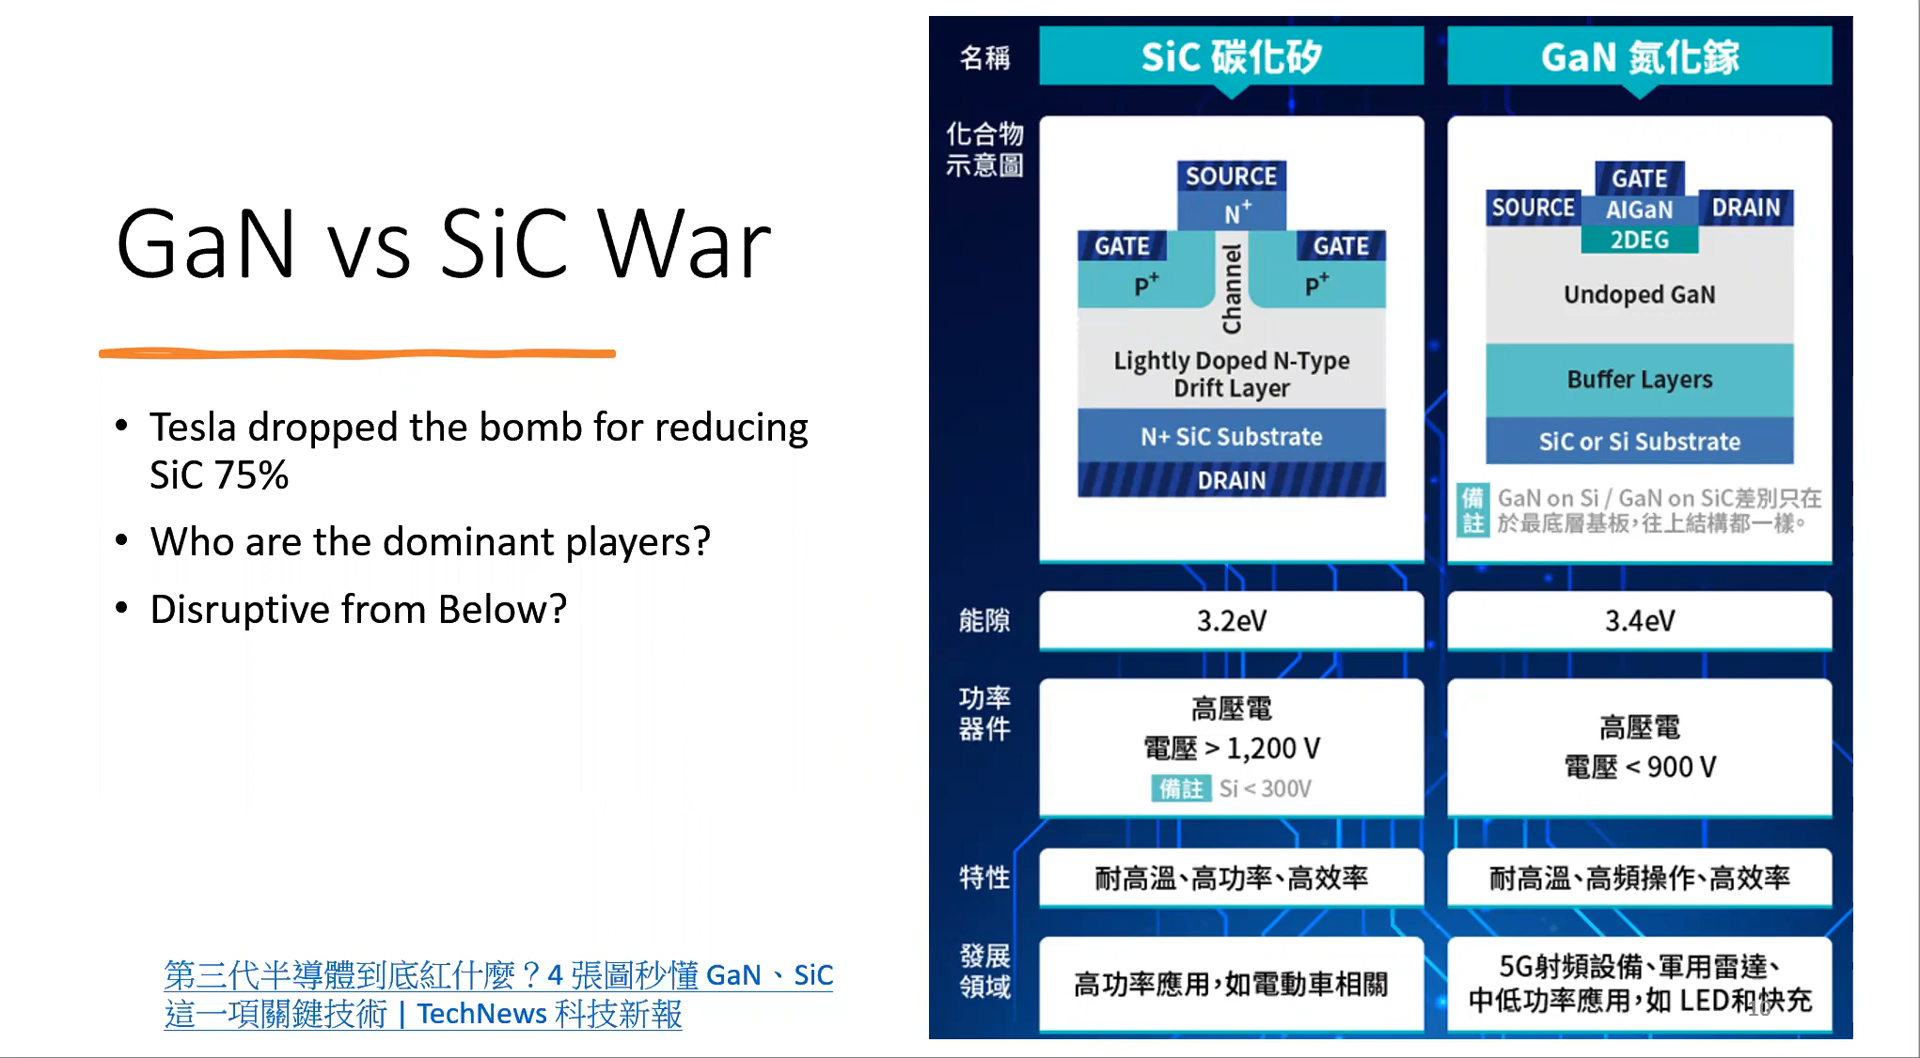 GaN vs SiC War
• Tesla dropped the bomb for reducing
SiC 75%
• Who are the dominant players?
• Disruptive from Below?
第三代半導體到底紅什麼？4 張圖秒懂 GaN、SiC
這一項關鍵技術 | TechNews 科技新報
名稱
SiC 碳化矽
GaN 氮化鎵
化合物
示意圖
SOURCE
N+
GATE
GATE
P+
P+
Channel
Lightly Doped N-Type
Drift Layer
N+ SiC Substrate
DRAIN
GATE
SOURCE
AlGaN
DRAIN
2DEG
Undoped GaN
Buffer Layers
SiC or Si Substrate
備註
GaN on Si / GaN on SiC差別只在
於最底層基板，往上結構都一樣。
能隙
3.2eV
3.4eV
功率
器件
高壓電
電壓 > 1,200 V
備註 Si < 300V
高壓電
電壓 < 900 V
特性
耐高溫、高功率、高效率
耐高溫、高頻操作、高效率
發展
領域
高功率應用，如電動車相關
5G射頻設備、軍用雷達、
中低功率應用，如 LED和快充
10